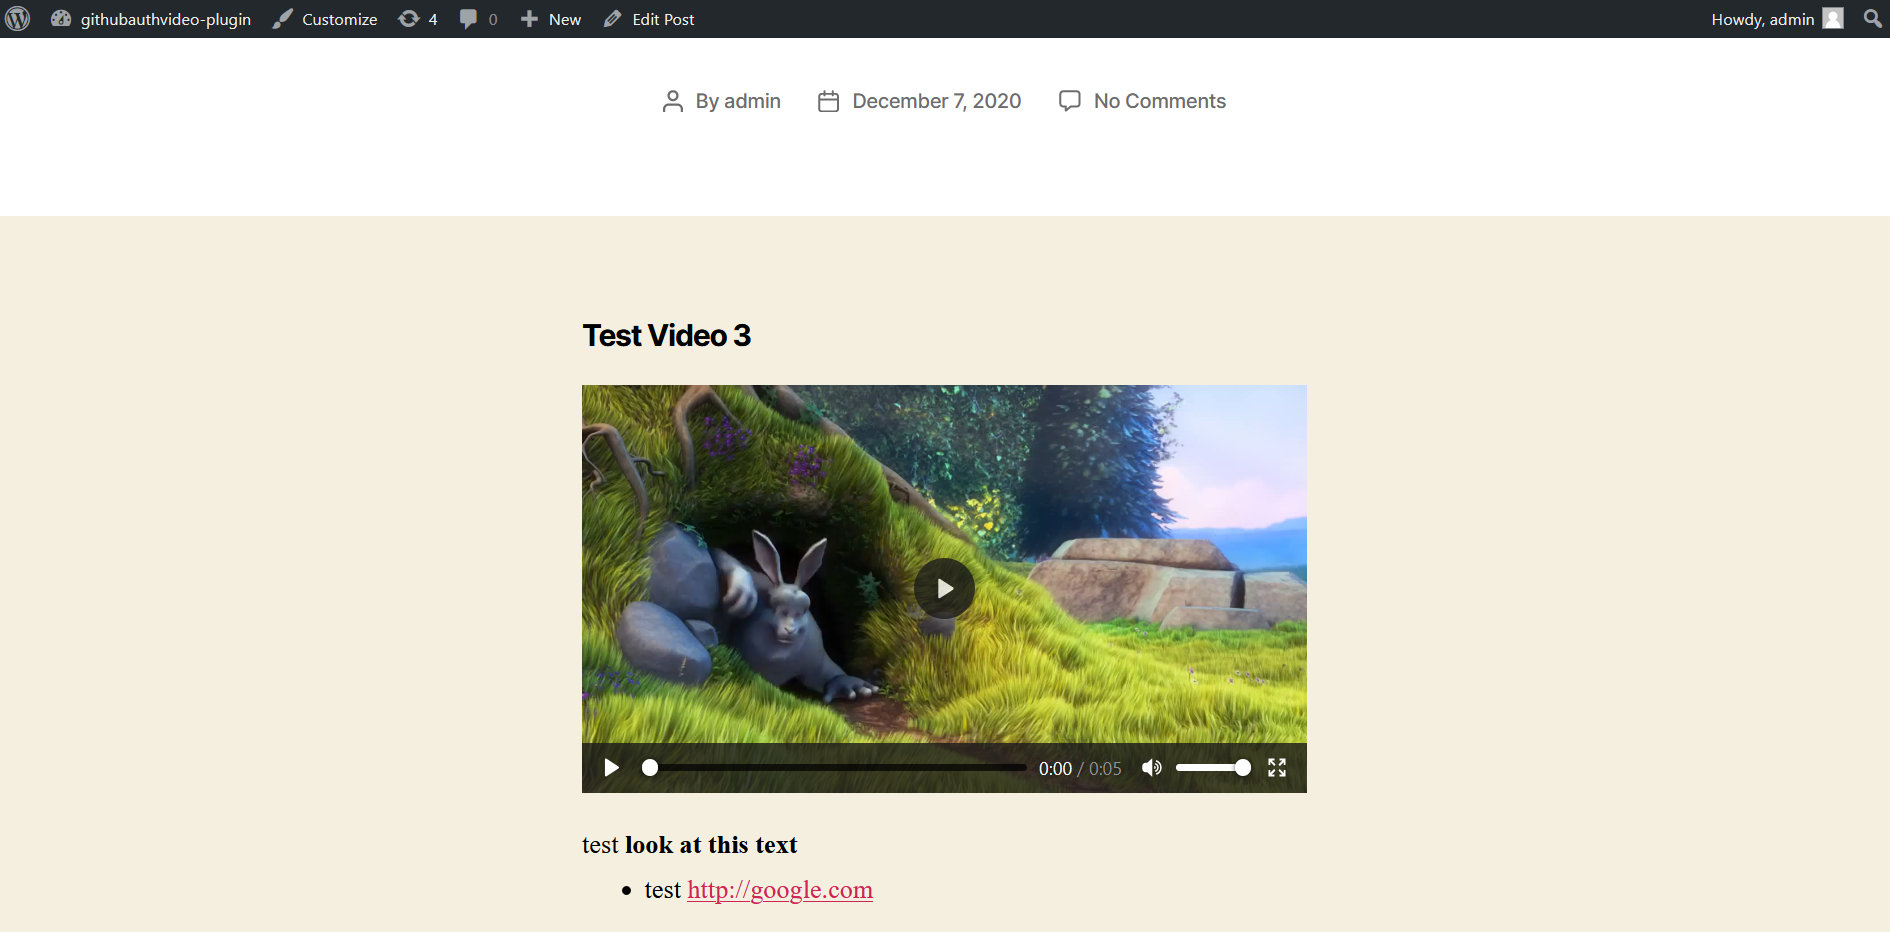 githubauthvideo-plugin Customize 4 0 New Edit Post Howdy, admin
By admin December 7, 2020 No Comments
Test Video 3
0:00 / 0:05
test look at this text
• test http://google.com